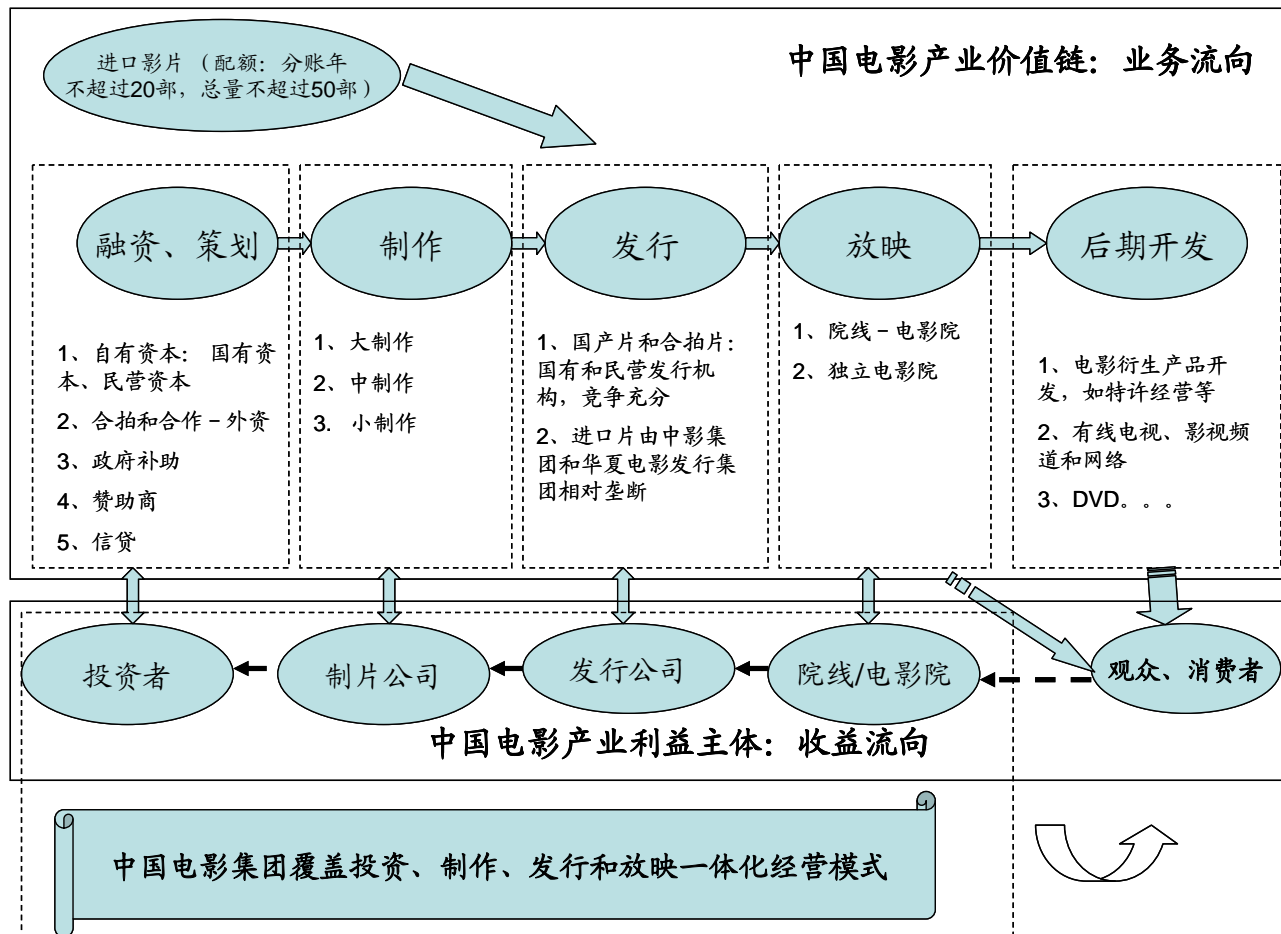 进口影片 （配额：分账年
不超过20部，总量不超过50部）
中国电影产业价值链：业务流向
融资、策划
制作
发行
放映
后期开发
1、自有资本： 国有资
本、民营资本
2、合拍和合作－外资
3、政府补助
4、赞助商
5、信贷
1、大制作
2、中制作
3. 小制作
1、国产片和合拍片：
国有和民营发行机
构，竞争充分
2、进口片由中影集
团和华夏电影发行集
团相对垄断
1、院线－电影院
2、独立电影院
1、电影衍生产品开
发，如特许经营等
2、有线电视、影视频
道和网络
3、DVD。。。
投资者
制片公司
发行公司
院线/电影院
观众、消费者
中国电影产业利益主体：收益流向
中国电影集团覆盖投资、制作、发行和放映一体化经营模式